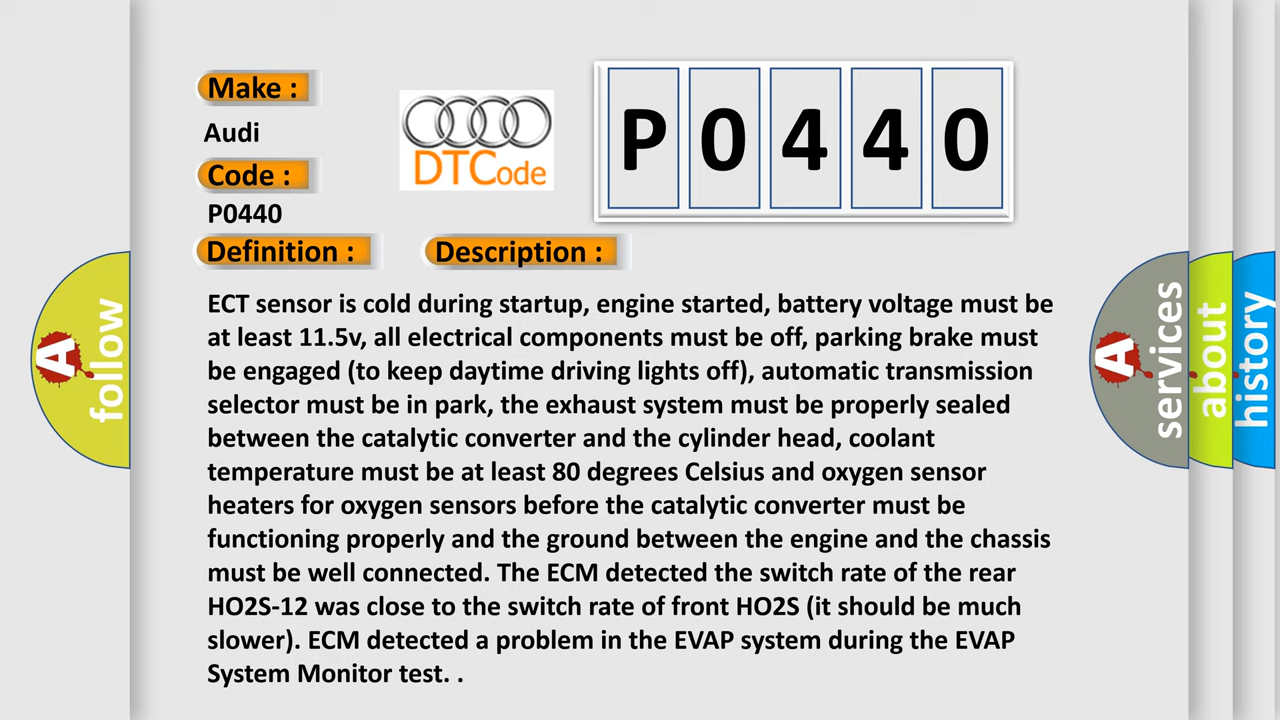 Make :
Audi
Code :
P0440
Definition :
Description :
DTCode
P0440
ECT sensor is cold during startup, engine started, battery voltage must be
at least 11.5v, all electrical components must be off, parking brake must
be engaged (to keep daytime driving lights off), automatic transmission
selector must be in park, the exhaust system must be properly sealed
between the catalytic converter and the cylinder head, coolant
temperature must be at least 80 degrees Celsius and oxygen sensor
heaters for oxygen sensors before the catalytic converter must be
functioning properly and the ground between the engine and the chassis
must be well connected. The ECM detected the switch rate of the rear
HO2S-12 was close to the switch rate of front HO2S (it should be much
slower). ECM detected a problem in the EVAP system during the EVAP
System Monitor test. .
A
follow
A
services
about
history